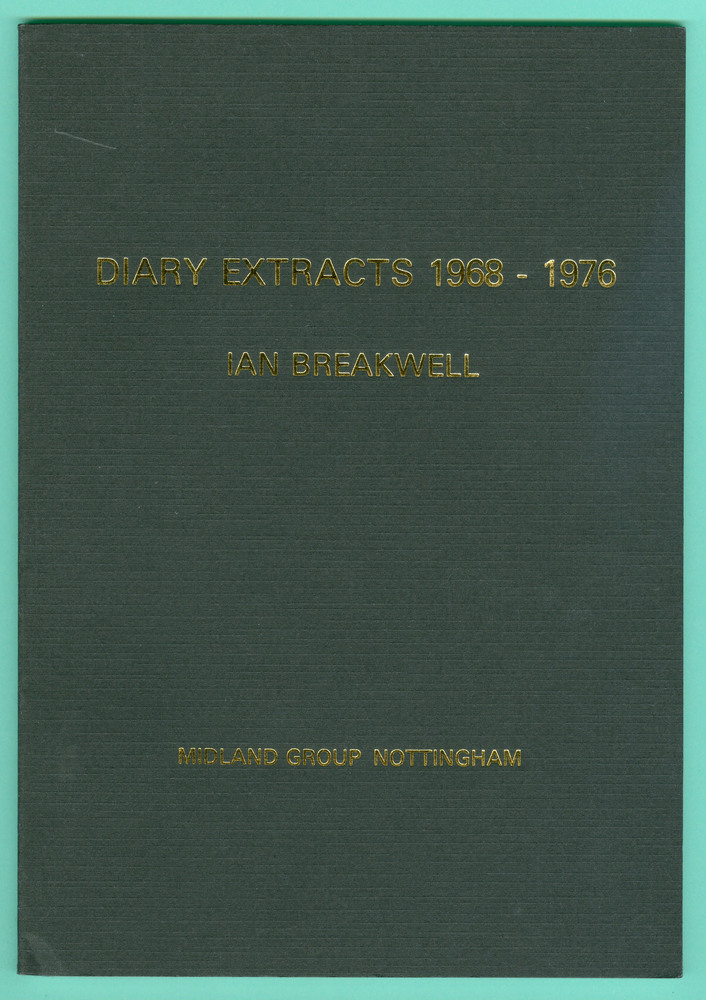 DIARY EXTRACTS 1968 - 1976
IAN BREAKWELL
MIDLAND GROUP NOTTINGHAM